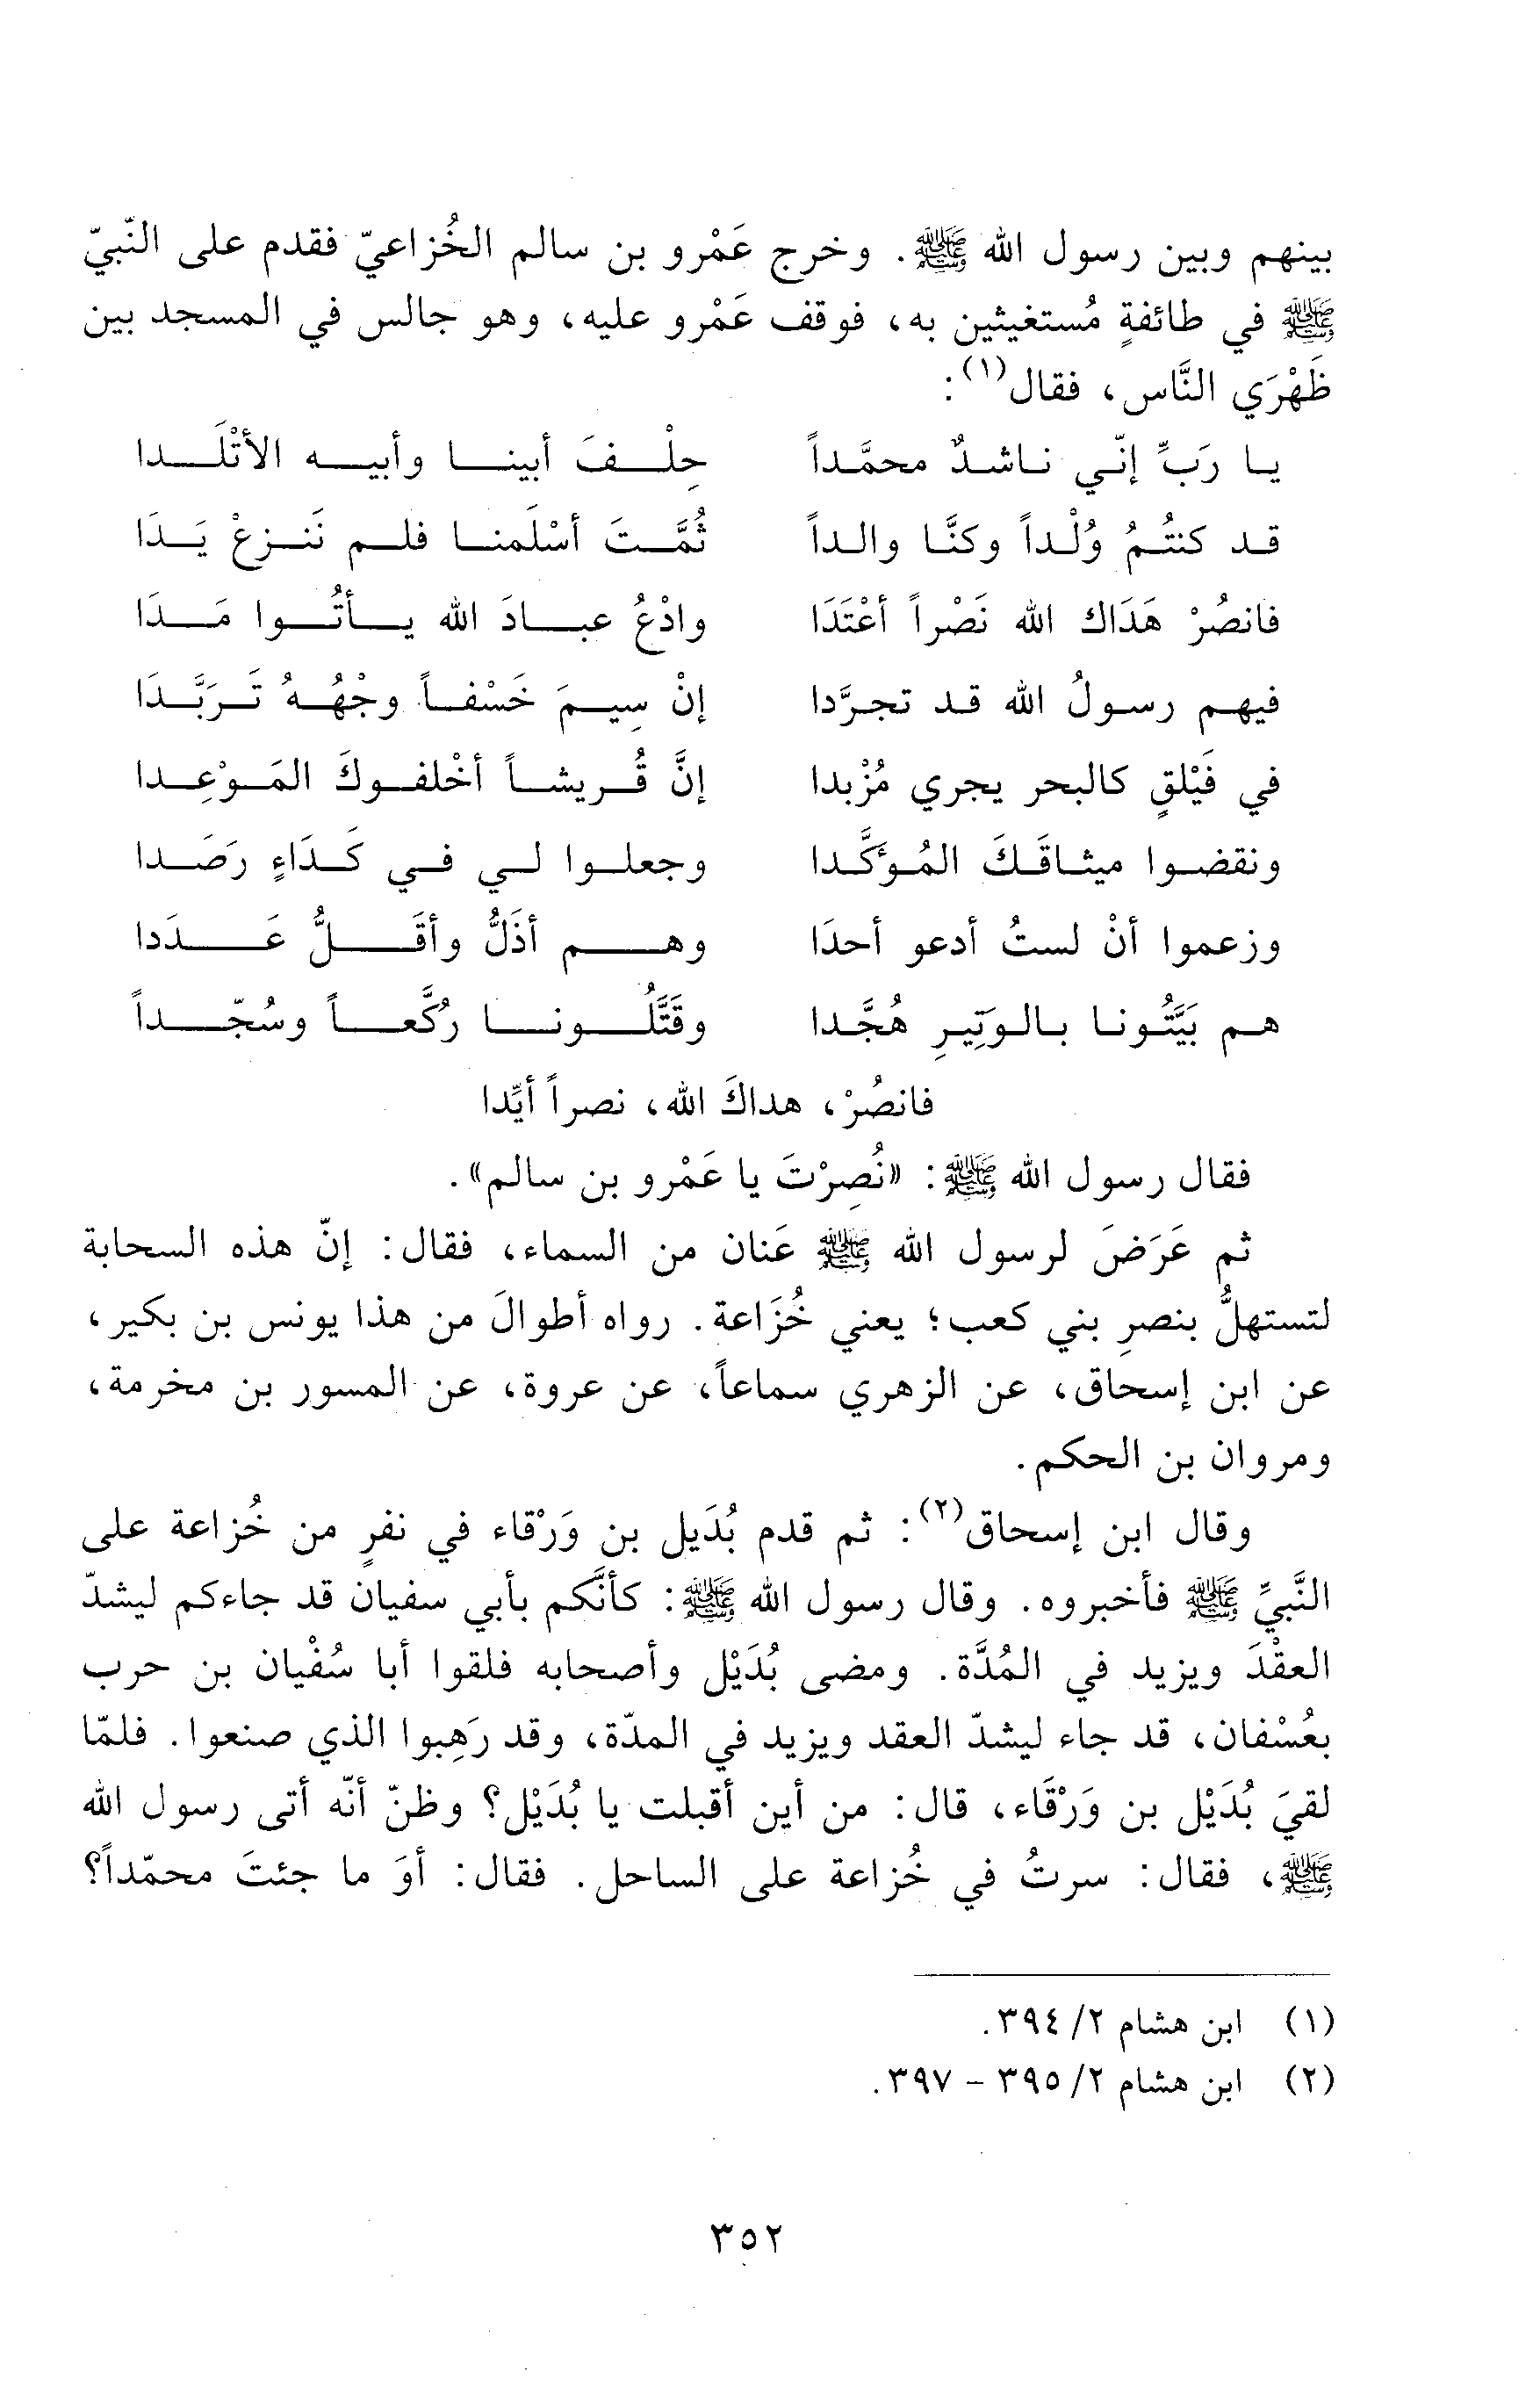 بينهم وبين رسول الله ﷺ. وخرج عَمْرو بن سالم الخُزاعيّ فقدم على النّبيّ
ﷺ في طائفةٍ مُستغيثين به، فوقف عَمْرو عليه، وهو جالس في المسجد بين
ظَهْرَي النَّاس، فقال(١):
يا رَبِّ إنّي ناشدٌ محمَّداً حِلْفَ أبينا وأبيه الأتْلَدا
قد كنتُمُ وُلْداً وكنَّا والداً ثُمَّتَ أسْلَمنا فلم نَنزعْ يَدَا
فانصُرْ هَدَاك الله نَصْراً أعْتَدَا وادْعُ عبادَ الله يأتُوا مَدَا
فيهم رسولُ الله قد تجرَّدا إنْ سِيمَ خَسْفاً وجْهُهُ تَربَّدَا
في فَيْلقٍ كالبحر يجري مُزْبدا إنَّ قُريشاً أخْلفوكَ المَوْعِدا
ونقضوا ميثاقَكَ المُوَكَّدا وجعلوا لي في كَدَاءٍ رَصَدا
وزعموا أنْ لستُ أدعو أحدَا وهم أذَلُّ وأقَلُّ عَدَدا
هم بَيَّتُونا بالوَتِيرِ هُجَّدا وقَتَّلُونا رُكَّعاً وسُجّداً
فانصُرْ، هداكَ الله، نصراً أيِّدا
فقال رسول الله ﷺ: «نُصِرْتَ يا عَمْرو بن سالم».
ثم عَرَضَ لرسول الله ﷺ عَنان من السماء، فقال: إنّ هذه السحابة
لتستهلُّ بنصرِ بني كعب؛ يعني خُزَاعة. رواه أطوالَ من هذا يونس بن بكير،
عن ابن إسحاق، عن الزهري سماعاً، عن عروة، عن المسور بن مخرمة،
ومروان بن الحكم.
وقال ابن إسحاق(٢): ثم قدم بُدَيل بن وَرْقاء في نفرٍ من خُزاعة على
النَّبيِّ ﷺ فأخبروه. وقال رسول الله ﷺ: كأنَّكم بأبي سفيان قد جاءكم ليشدّ
العقْدَ ويزيد في المُدَّة. ومضى بُدَيْل وأصحابه فلقوا أبا سُفْيان بن حرب
بعُسْفان، قد جاء ليشدّ العقد ويزيد في المدّة، وقد رَهِبوا الذي صنعوا. فلمّا
لقيَ بُدَيْل بن وَرْقَاء، قال: من أين أقبلت يا بُدَيْل؟ وظنّ أنّه أتى رسول الله
ﷺ، فقال: سرتُ في خُزاعة على الساحل. فقال: أوَ ما جئتَ محمّداً؟
(١) ابن هشام ٢/ ٣٩٤.
(٢) ابن هشام ٢/ ٣٩٥ - ٣٩٧.
٣٥٢